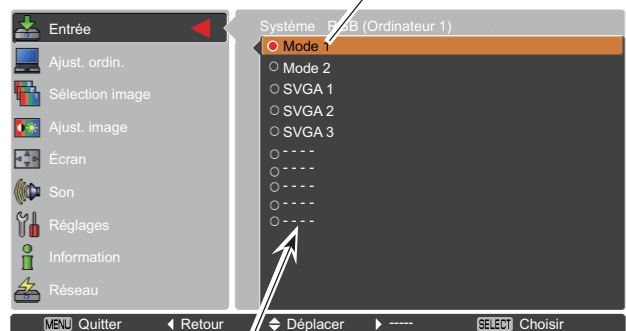 Entrée
Ajust. ordin.
Sélection image
Ajust. image
Écran
Son
Réglages
Information
Réseau
Système RGB (Ordinateur 1)
Mode 1
Mode 2
SVGA 1
SVGA 2
SVGA 3
- - - -
- - - -
- - - -
- - - -
- - - -
MENU Quitter Retour Déplacer ----- SELECT Choisir